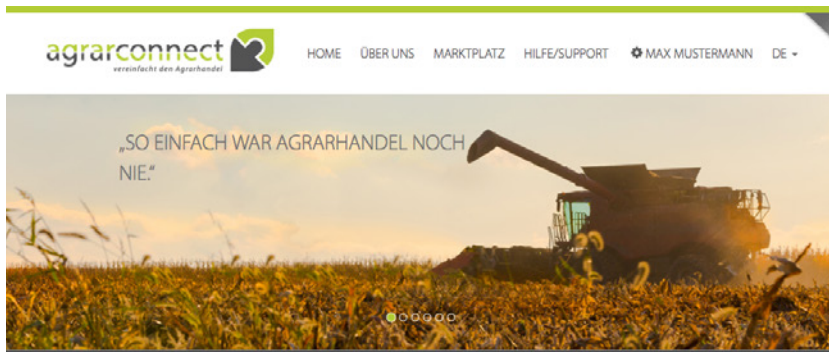 agrarconnect
vereinfacht den Agrarhandel
HOME ÜBER UNS MARKTPLATZ HILFE/SUPPORT MAX MUSTERMANN DE
„SO EINFACH WAR AGRARHANDEL NOCH
NIE.“